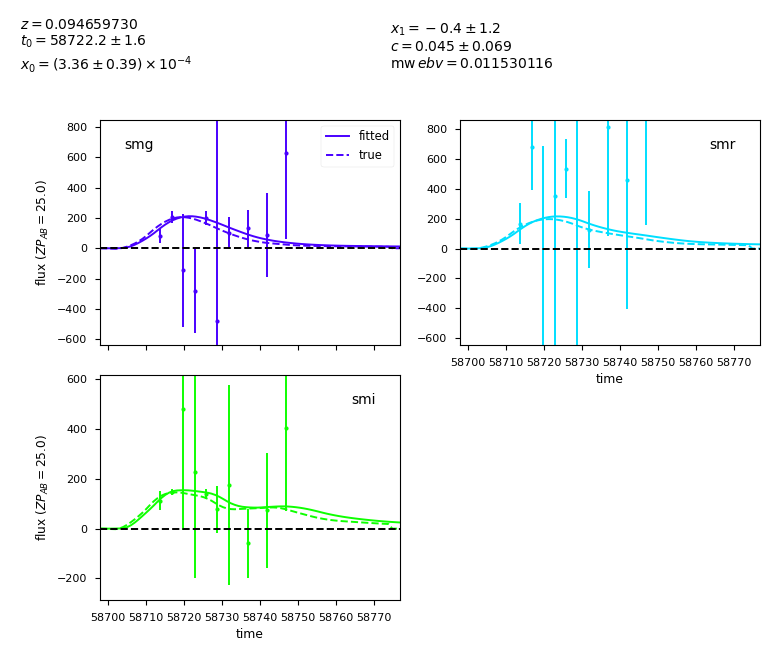 z = 0.094659730
t₀ = 58722.2 ± 1.6
x₀ = (3.36 ± 0.39) × 10⁻⁴
x₁ = −0.4 ± 1.2
c = 0.045 ± 0.069
mw ebv = 0.011530116
smg
fitted
true
800
600
400
200
0
−200
−400
−600
flux (ZP_AB = 25.0)
smr
800
600
400
200
0
−200
−400
−600
58700 58710 58720 58730 58740 58750 58760 58770
time
smi
600
400
200
0
−200
flux (ZP_AB = 25.0)
58700 58710 58720 58730 58740 58750 58760 58770
time